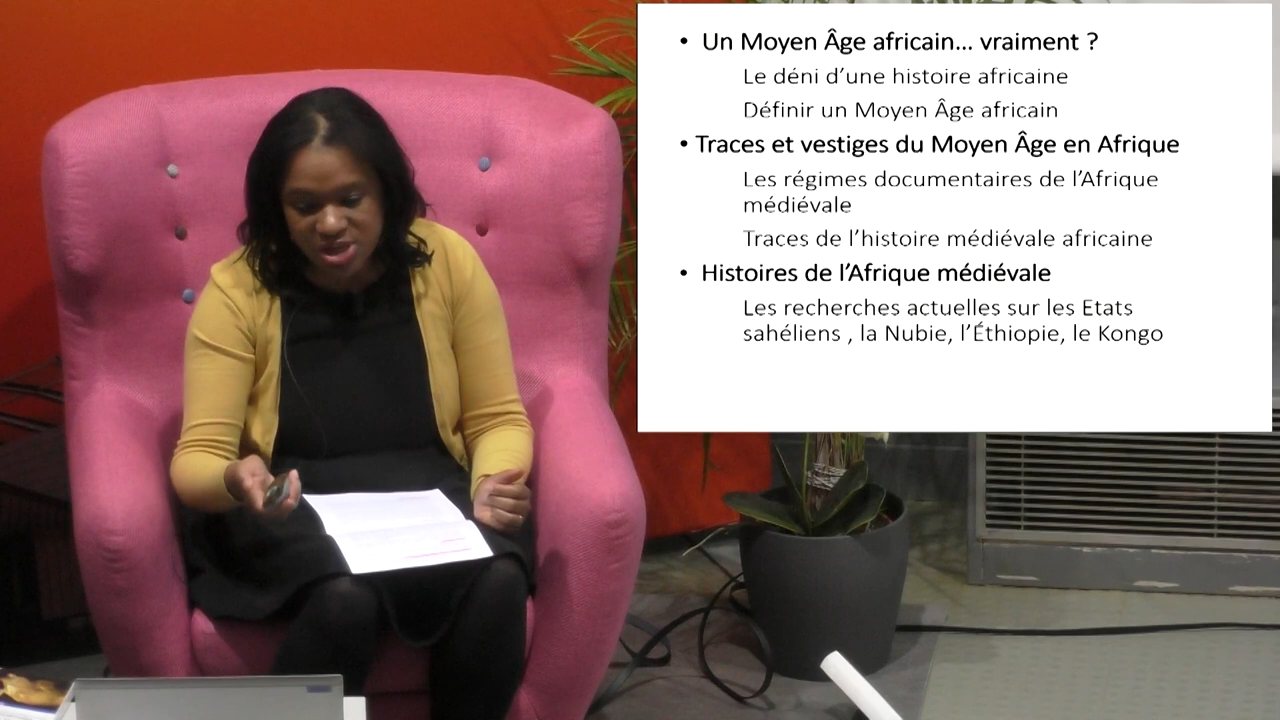 • Un Moyen Âge africain... vraiment ?
Le déni d’une histoire africaine
Définir un Moyen Âge africain
• Traces et vestiges du Moyen Âge en Afrique
Les régimes documentaires de l’Afrique
médiévale
Traces de l’histoire médiévale africaine
• Histoires de l’Afrique médiévale
Les recherches actuelles sur les Etats
sahéliens , la Nubie, l’Éthiopie, le Kongo